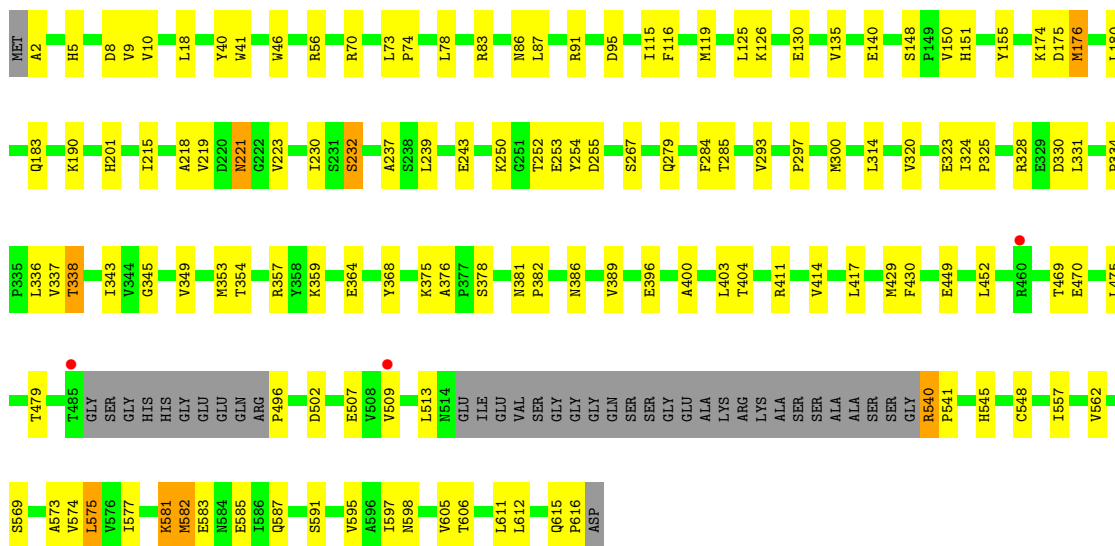 MET A2 H5 D8 V9 V10 L18 Y40 W41 W46 R56 R70 L73 P74 L78 R83 N86 L87 R91 D95 I115 F116 M119 L125 K126 E130 V135 E140 S148 P149 V150 H151 Y155 K174 D175 M176 L180
Q183 K190 H201 I215 A218 V219 D220 N221 G222 V223 I230 S231 S232 A237 S238 L239 E243 K250 G251 T252 E253 Y254 D255 S267 Q279 F284 T285 V293 P297 M300 L314 V320 E323 I324 P325 R328 E329 D330 L331
P335 L336 V337 T338 I343 V344 G345 V349 M353 T354 R357 Y358 K359 E364 Y368 K375 A376 P377 S378 N381 P382 N386 V389 E396 A400 L403 T404 R411 V414 L417 M429 F430 E449 L452 R460 T469 E470 L475
T479 T485 GLY SER GLY HIS HIS GLY GLU GLU GLN ARG P496 D502 E507 V508 V509 L513 N514 GLU ILE GLU VAL SER GLY GLY GLY GLN SER SER GLY GLU ALA LYS ARG LYS ALA SER SER ALA ALA SER SER GLY R540 P541 H545 C548 I557 V562
S569 A573 V574 L575 V576 I577 K581 M582 E583 N584 E585 I586 Q587 S591 V595 A596 I597 N598 V605 T606 L611 L612 Q615 P616 ASP